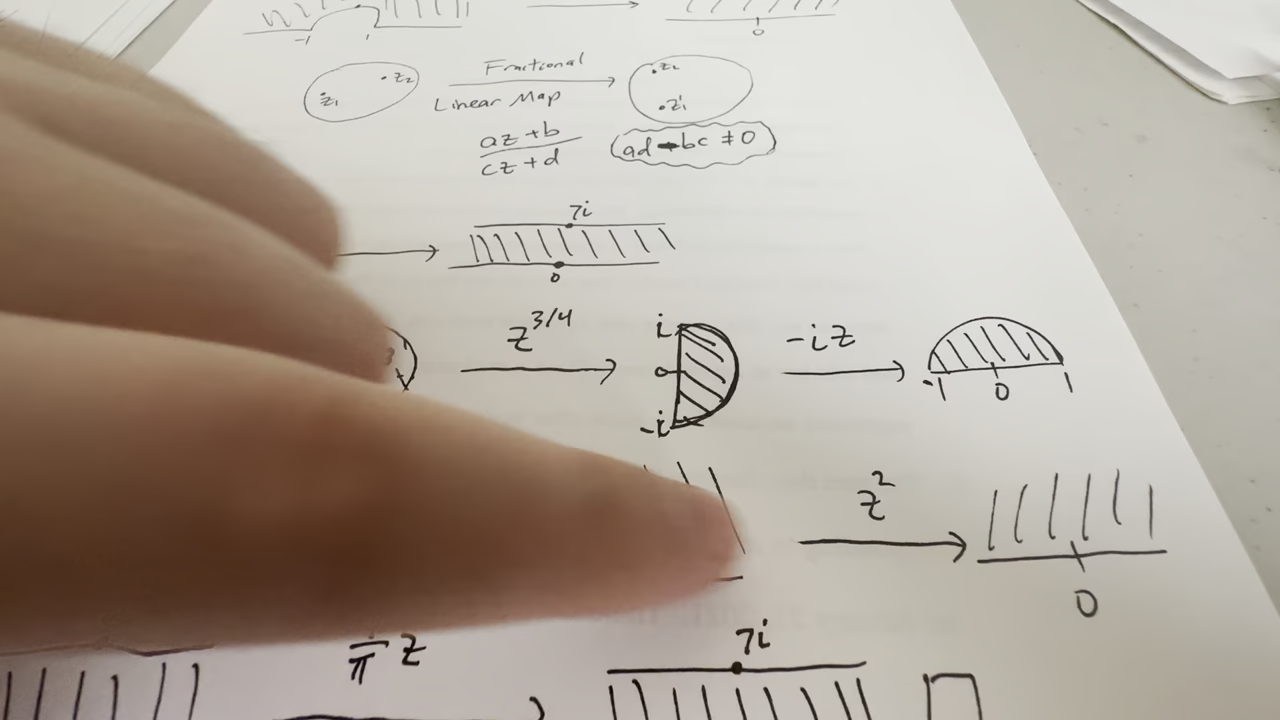 -1 1 0
z₁ z₂ Fractional Linear Map z₂' z₁'
az+b
cz+d
ad-bc≠0
7i
0
z^{3/4} i 0 -i -iz -1 0 1
z² 0
π z 7i